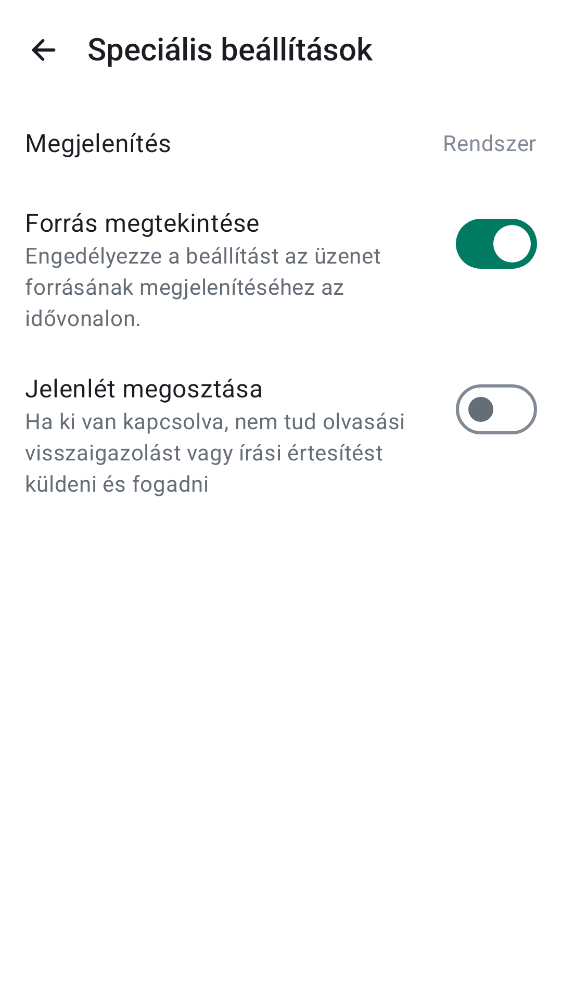 Speciális beállítások
Megjelenítés
Rendszer
Forrás megtekintése
Engedélyezze a beállítást az üzenet
forrásának megjelenítéséhez az
idővonalon.
Jelenlét megosztása
Ha ki van kapcsolva, nem tud olvasási
visszaigazolást vagy írási értesítést
küldeni és fogadni